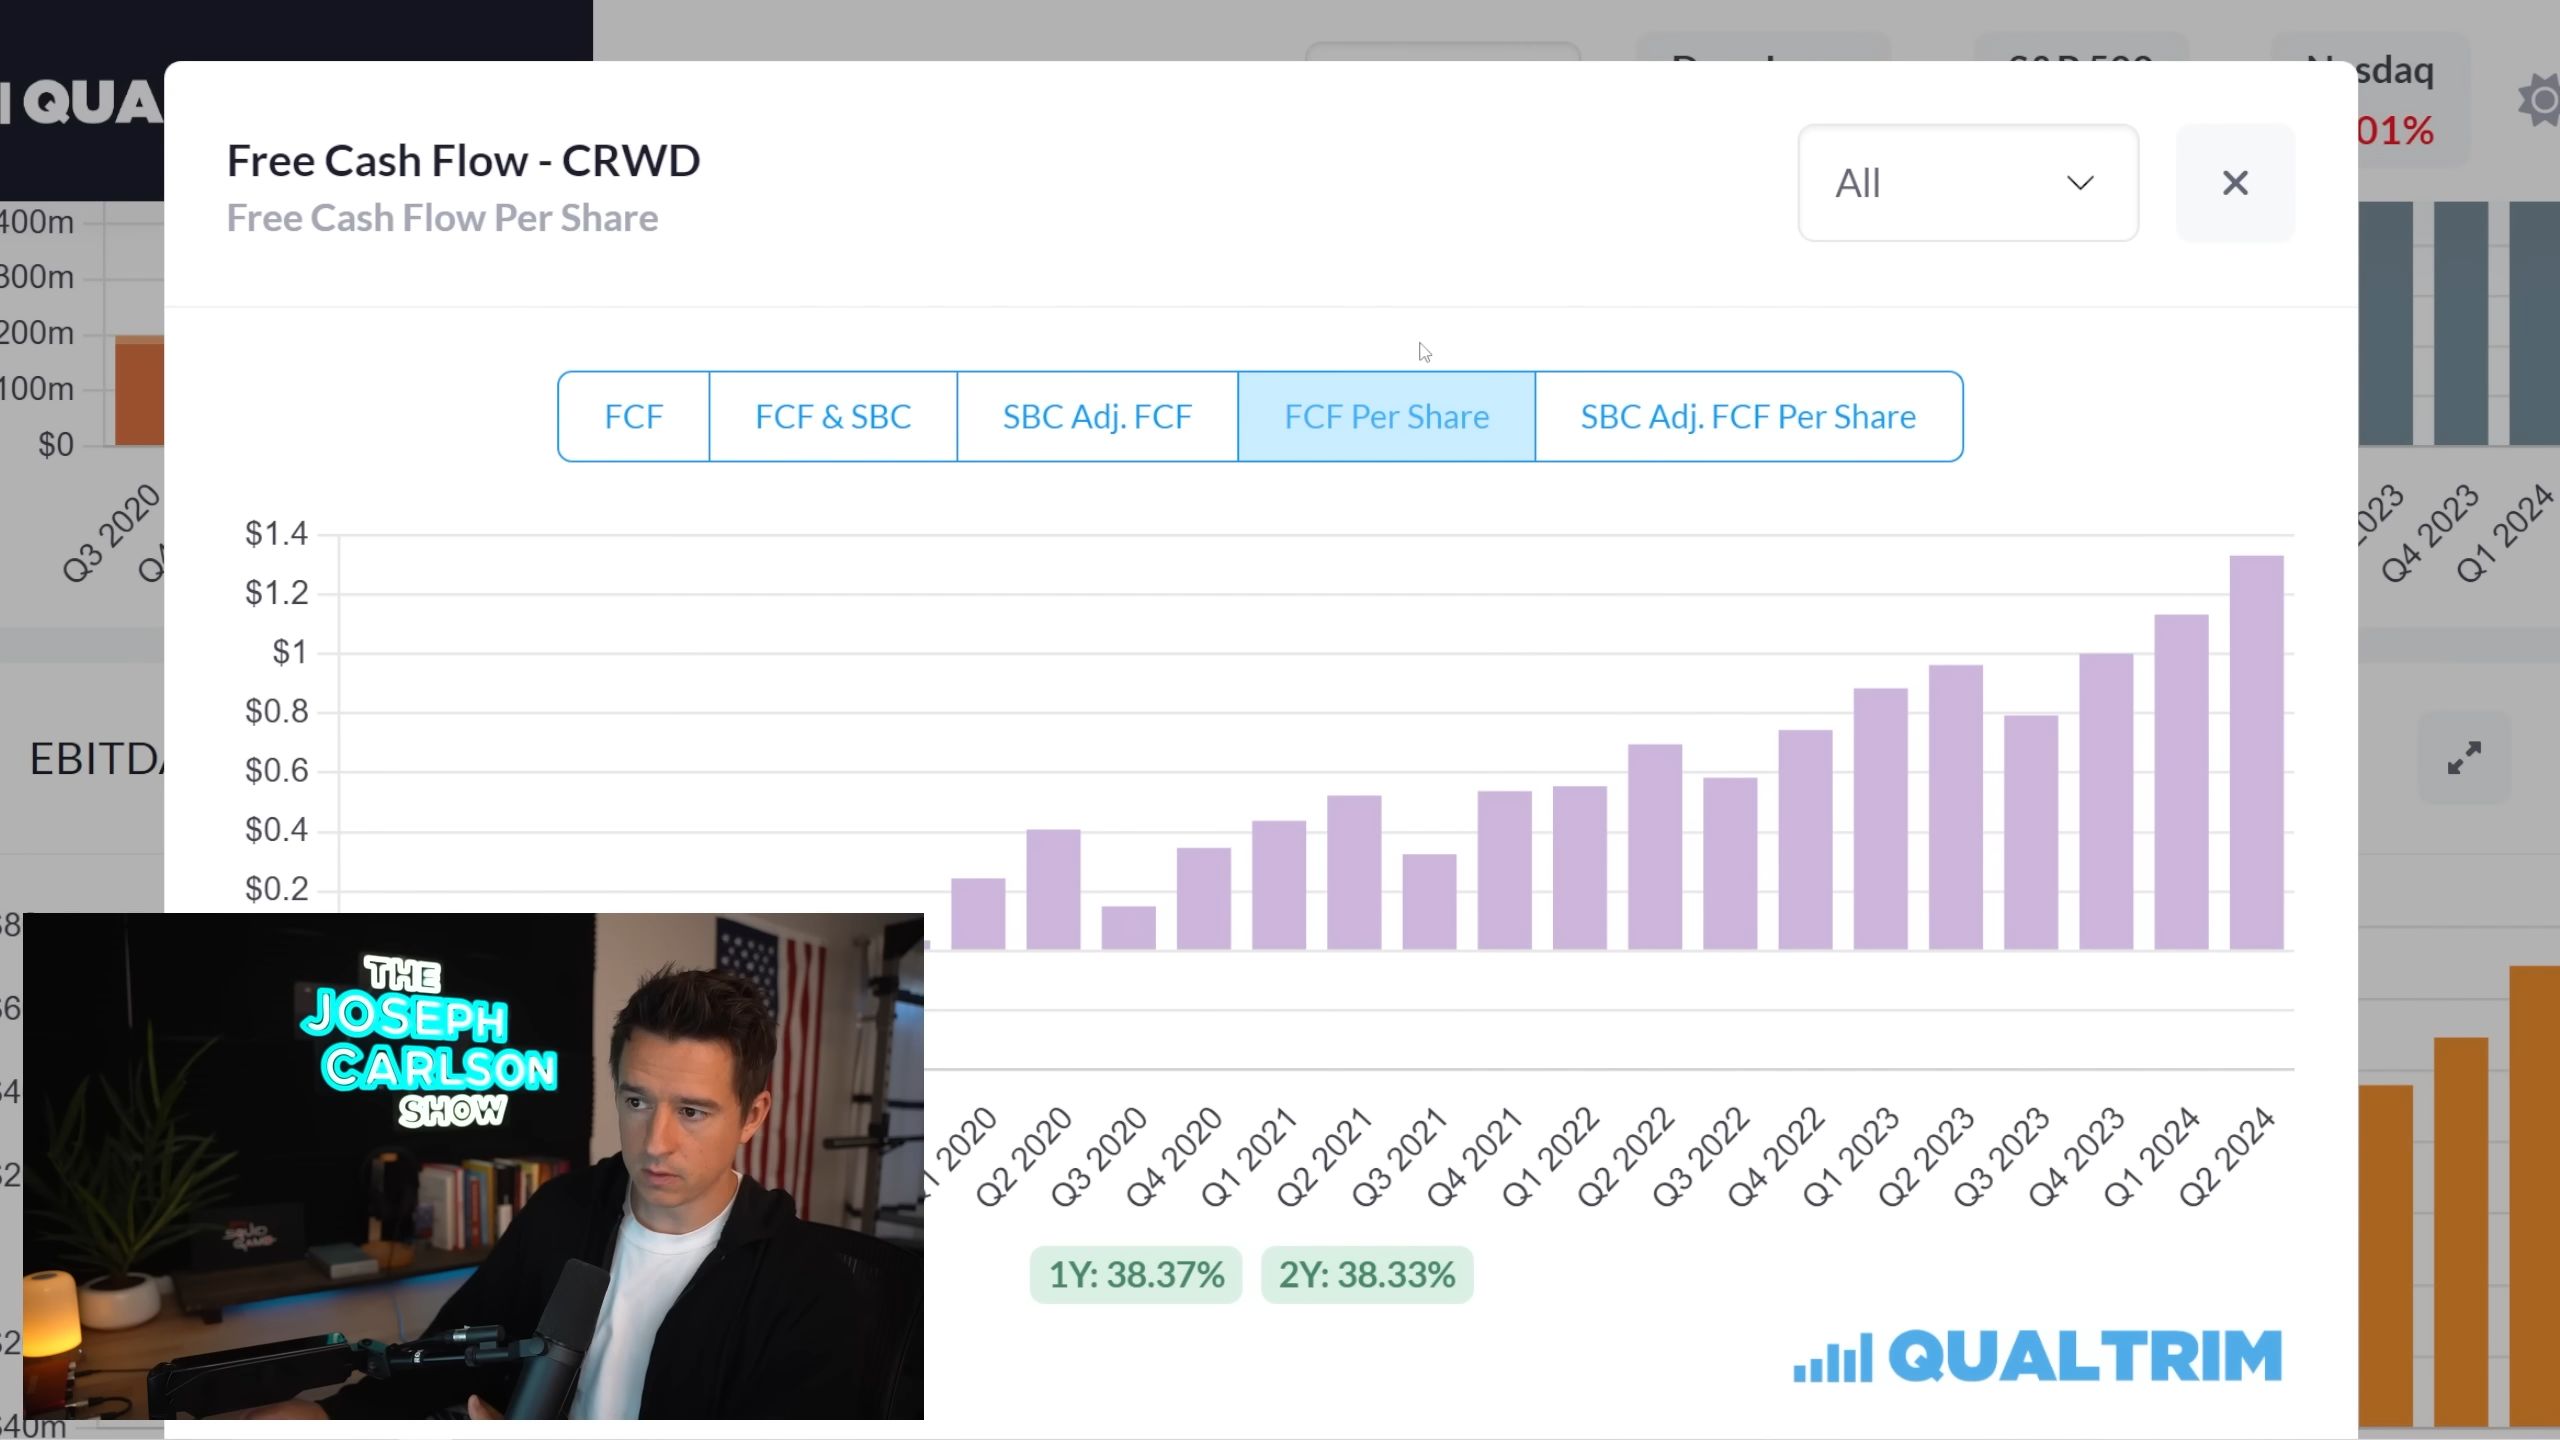 QUA
sdaq
01%
Free Cash Flow - CRWD
Free Cash Flow Per Share
All
FCF
FCF & SBC
SBC Adj. FCF
FCF Per Share
SBC Adj. FCF Per Share
400m
300m
200m
100m
$0
Q3 2020
2023
Q4 2023
Q1 2024
EBITDA
$1.4
$1.2
$1
$0.8
$0.6
$0.4
$0.2
1 2020
Q2 2020
Q3 2020
Q4 2020
Q1 2021
Q2 2021
Q3 2021
Q4 2021
Q1 2022
Q2 2022
Q3 2022
Q4 2022
Q1 2023
Q2 2023
Q3 2023
Q4 2023
Q1 2024
Q2 2024
1Y: 38.37%
2Y: 38.33%
QUALTRIM
THE
JOSEPH
CARLSON
SHOW
$40m